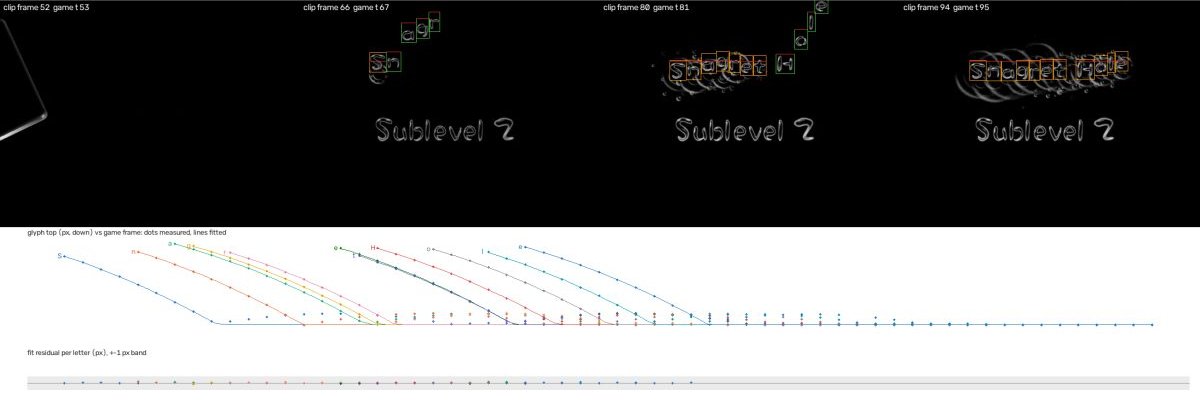 clip frame 52 game t 53
clip frame 66 game t 67
clip frame 80 game t 81
clip frame 94 game t 95
a g n
S n
Sublevel 2
e
l
o
Snagret H
Sublevel 2
Snagret Hole
Sublevel 2
glyph top (px, down) vs game frame: dots measured, lines fitted
S
n
a
g
r
e
t
H
o
l
e
fit residual per letter (px), +-1 px band